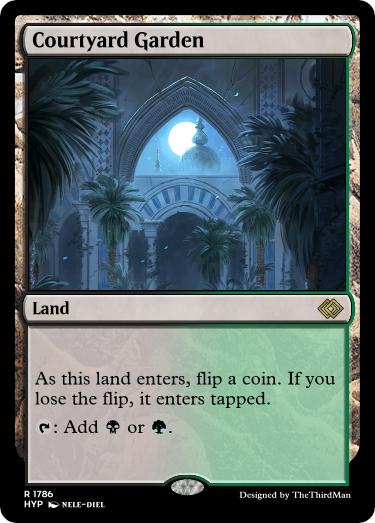 Courtyard Garden
Land
As this land enters, flip a coin. If you
lose the flip, it enters tapped.
: Add or .
R 1786
HYP NELE-DIEL
Designed by TheThirdMan